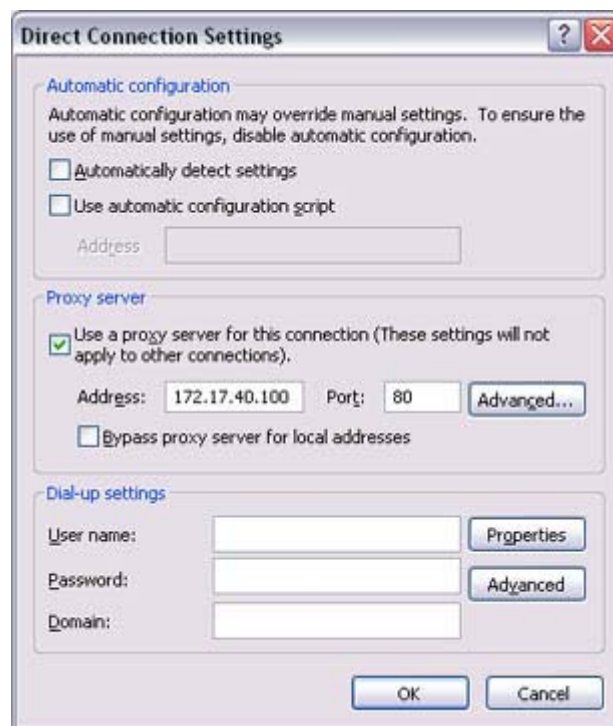 Direct Connection Settings
Automatic configuration
Automatic configuration may override manual settings. To ensure the
use of manual settings, disable automatic configuration.
Automatically detect settings
Use automatic configuration script
Address
Proxy server
Use a proxy server for this connection (These settings will not
apply to other connections).
Address: 172.17.40.100 Port: 80 Advanced...
Bypass proxy server for local addresses
Dial-up settings
User name: Properties
Password: Advanced
Domain:
OK Cancel